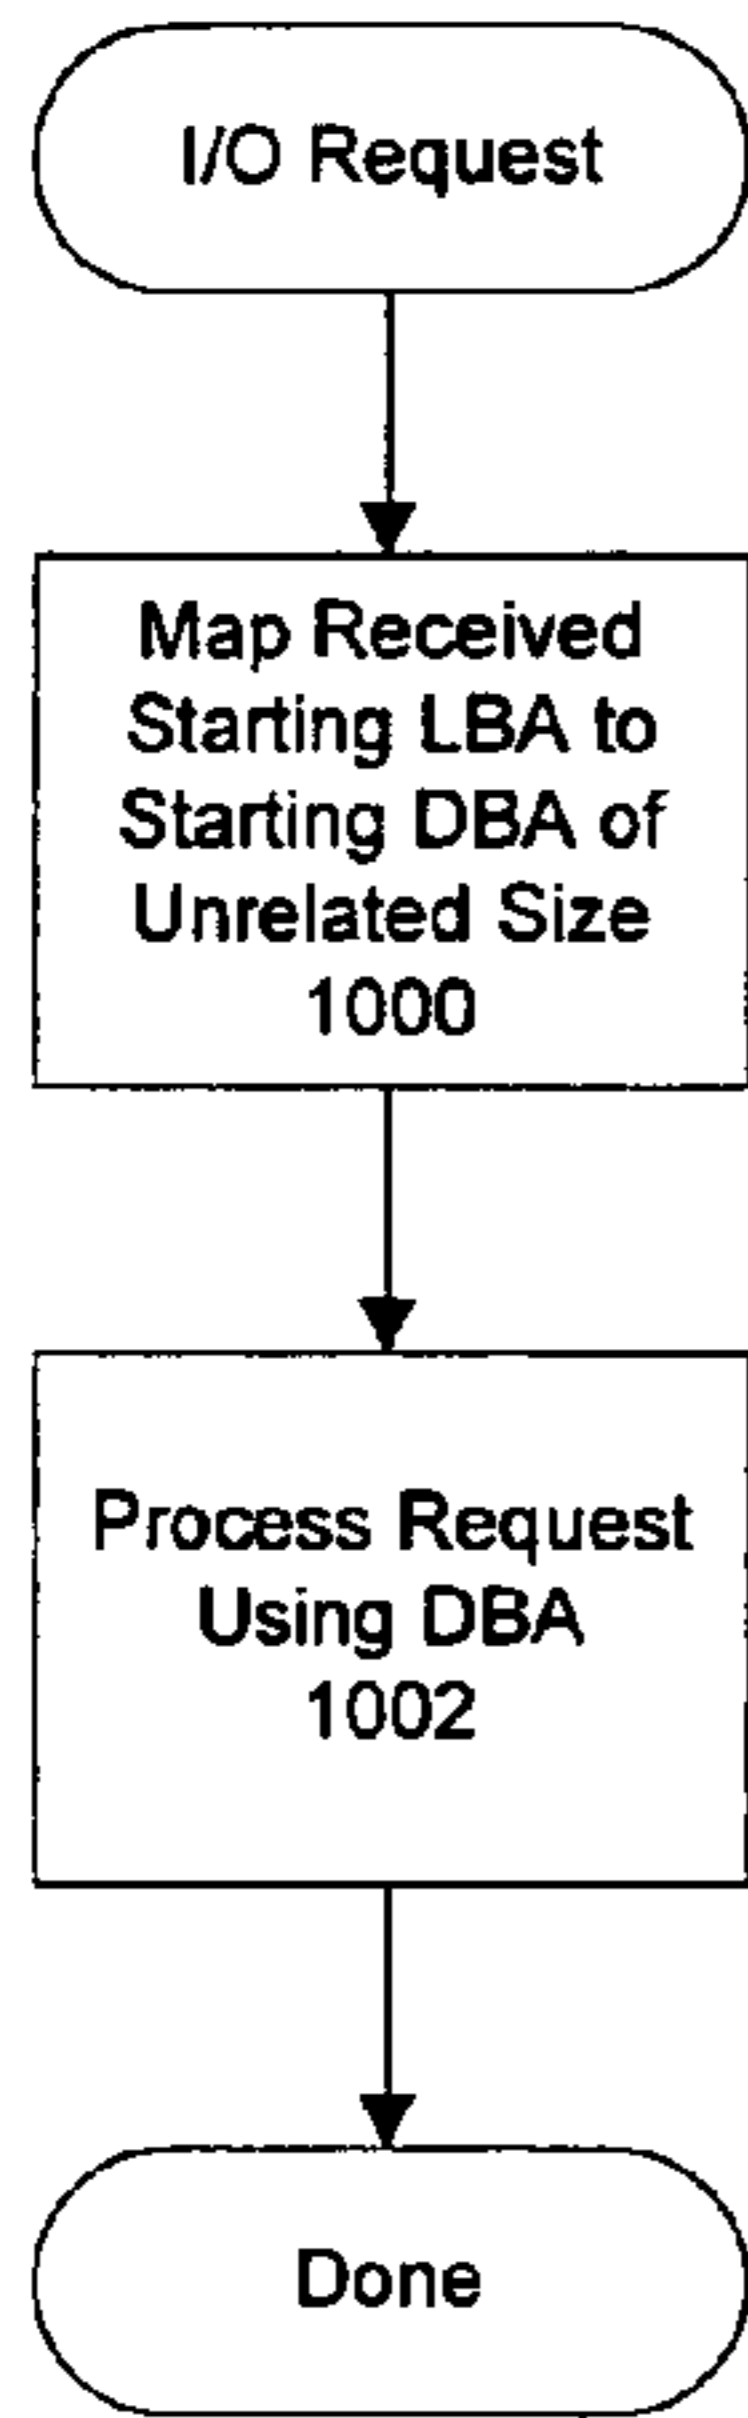 I/O Request
Map Received
Starting LBA to
Starting DBA of
Unrelated Size
1000
Process Request
Using DBA
1002
Done